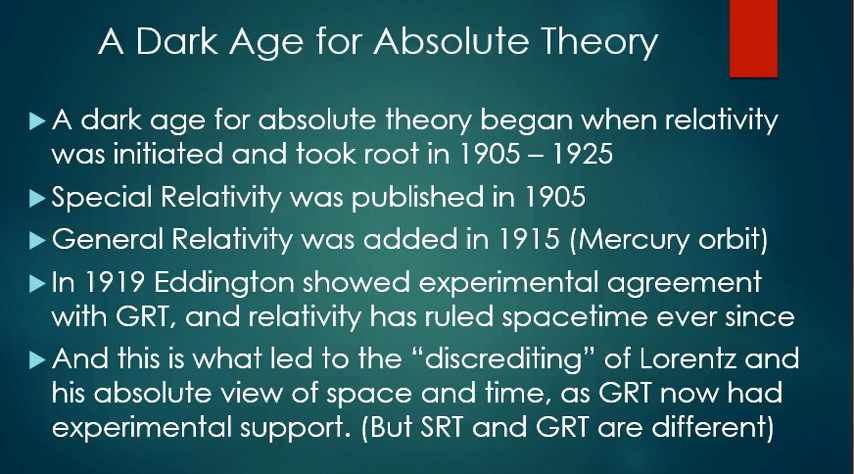 A Dark Age for Absolute Theory
A dark age for absolute theory began when relativity
was initiated and took root in 1905 – 1925
Special Relativity was published in 1905
General Relativity was added in 1915 (Mercury orbit)
In 1919 Eddington showed experimental agreement
with GRT, and relativity has ruled spacetime ever since
And this is what led to the “discrediting” of Lorentz and
his absolute view of space and time, as GRT now had
experimental support. (But SRT and GRT are different)